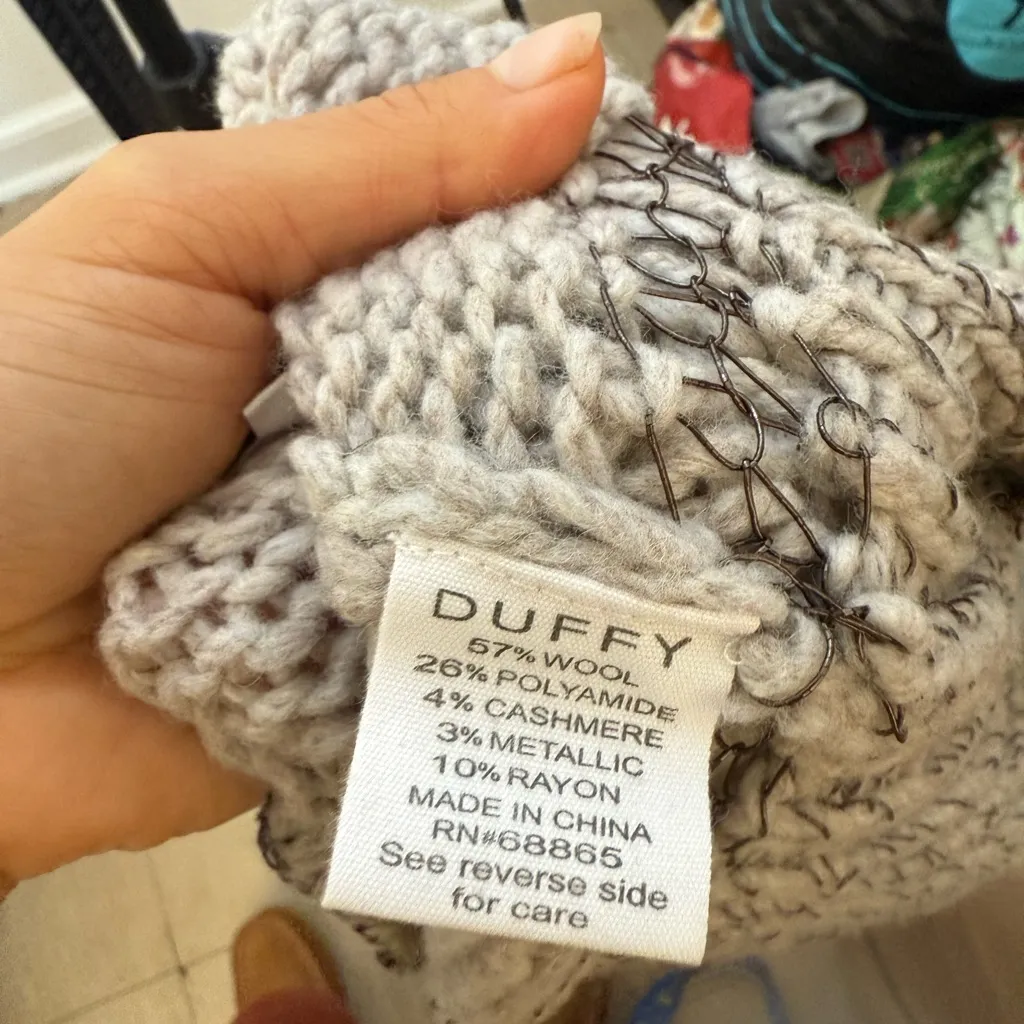 DUFFY
57% WOOL
26% POLYAMIDE
4% CASHMERE
3% METALLIC
10% RAYON
MADE IN CHINA
RN#68865
See reverse side
for care